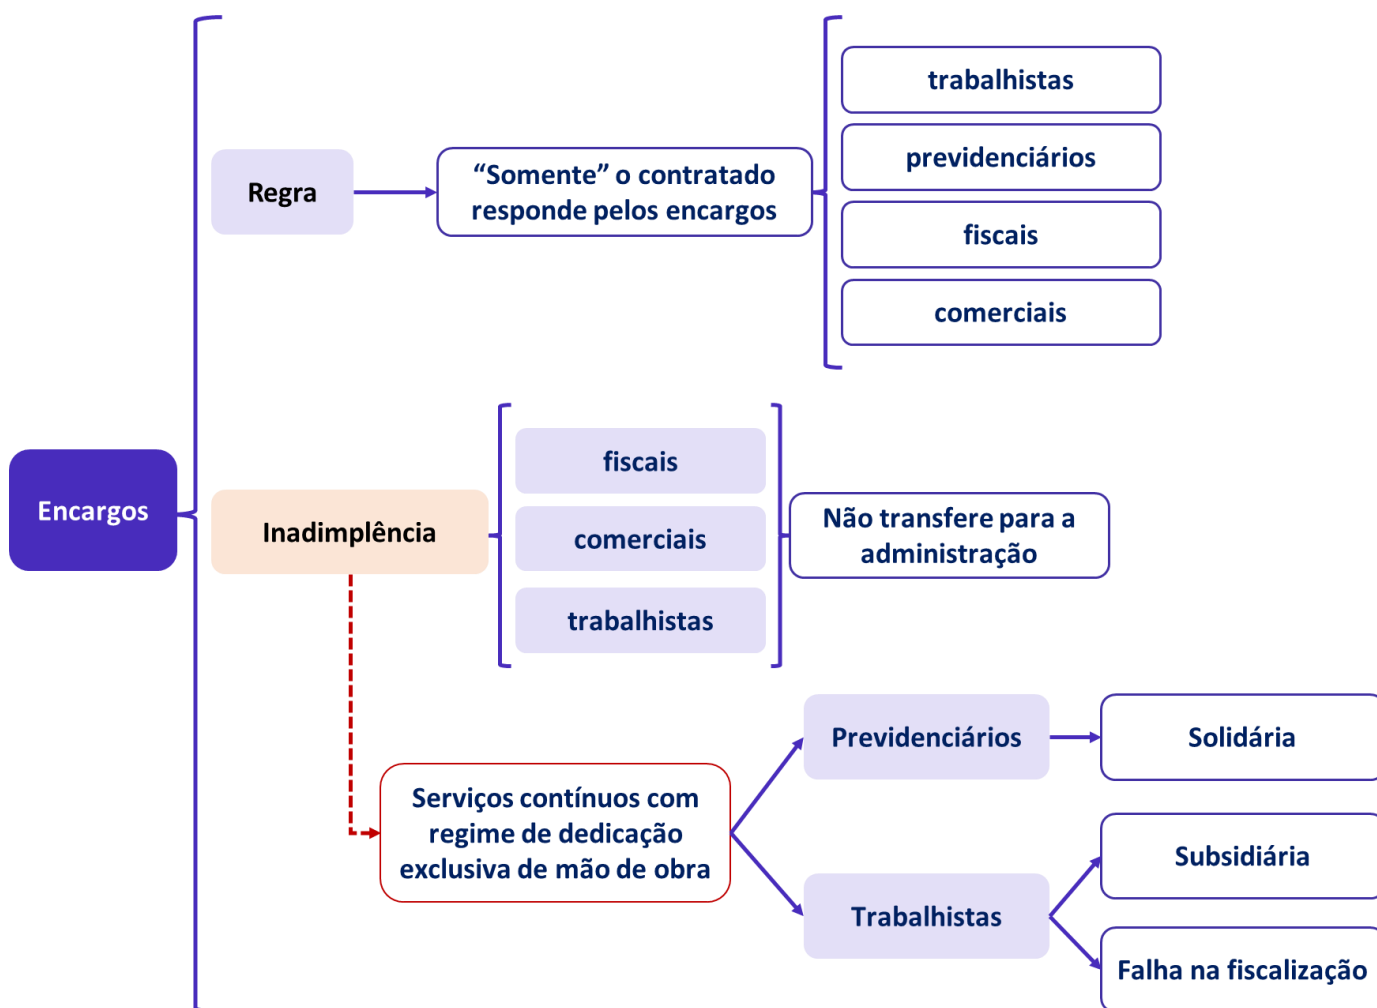 Encargos
Regra
“Somente” o contratado
responde pelos encargos
trabalhistas
previdenciários
fiscais
comerciais
Inadimplência
fiscais
comerciais
trabalhistas
Não transfere para a
administração
Serviços contínuos com
regime de dedicação
exclusiva de mão de obra
Previdenciários
Solidária
Trabalhistas
Subsidiária
Falha na fiscalização